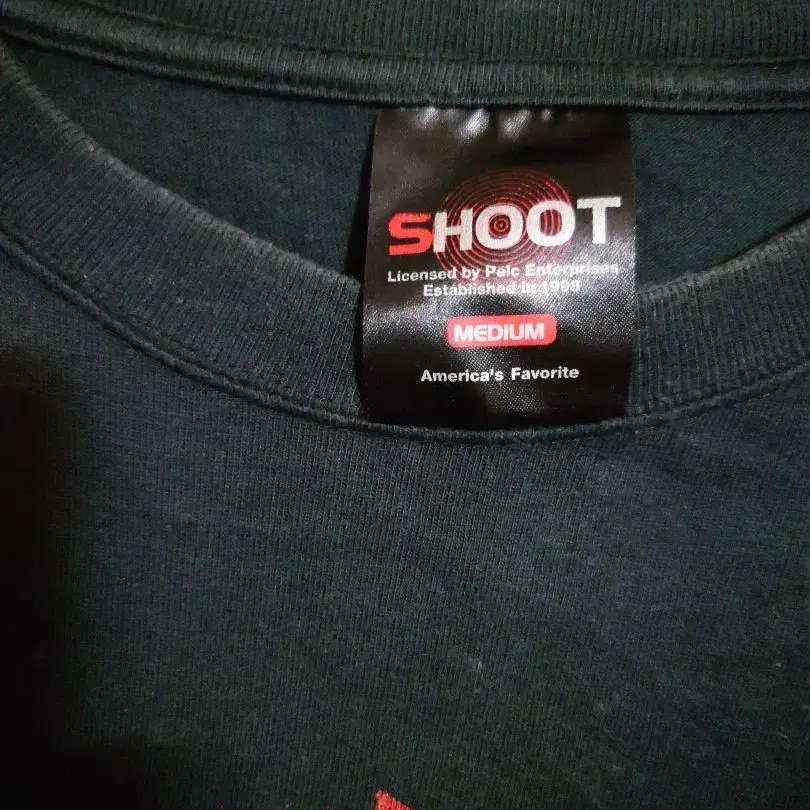 SHOOT
Licensed by Pelc Enterprises
Established in 1998
MEDIUM
America's Favorite